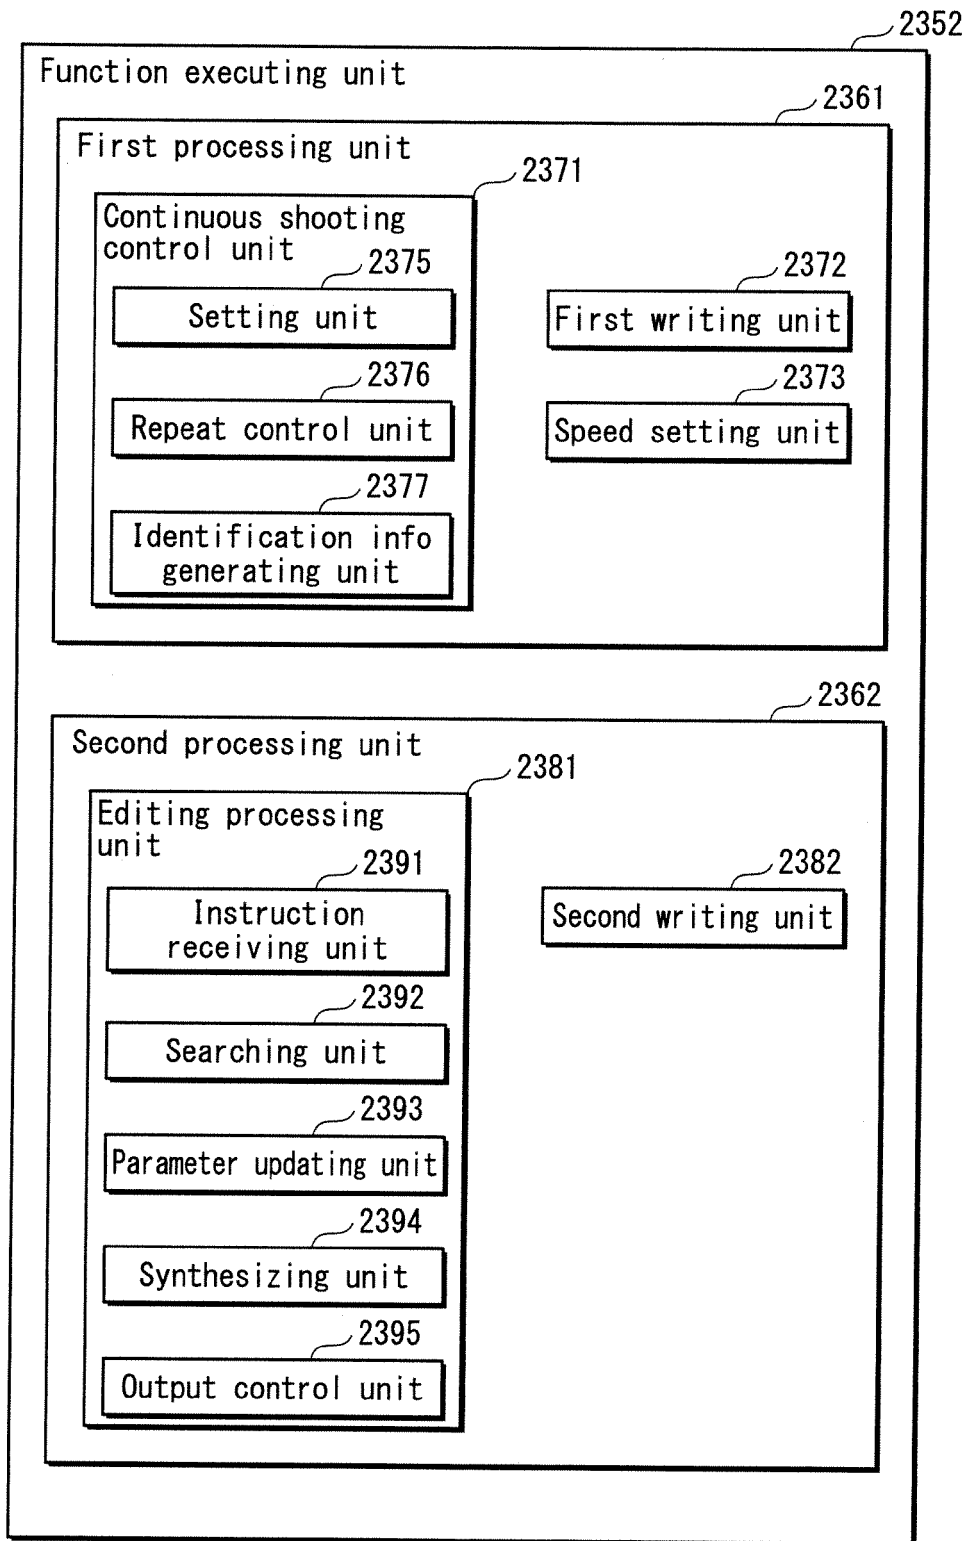 2352
Function executing unit
2361
First processing unit
2371
Continuous shooting
control unit
2375
Setting unit
2372
First writing unit
2376
Repeat control unit
2373
Speed setting unit
2377
Identification info
generating unit
2362
Second processing unit
2381
Editing processing
unit
2391
Instruction
receiving unit
2382
Second writing unit
2392
Searching unit
2393
Parameter updating unit
2394
Synthesizing unit
2395
Output control unit